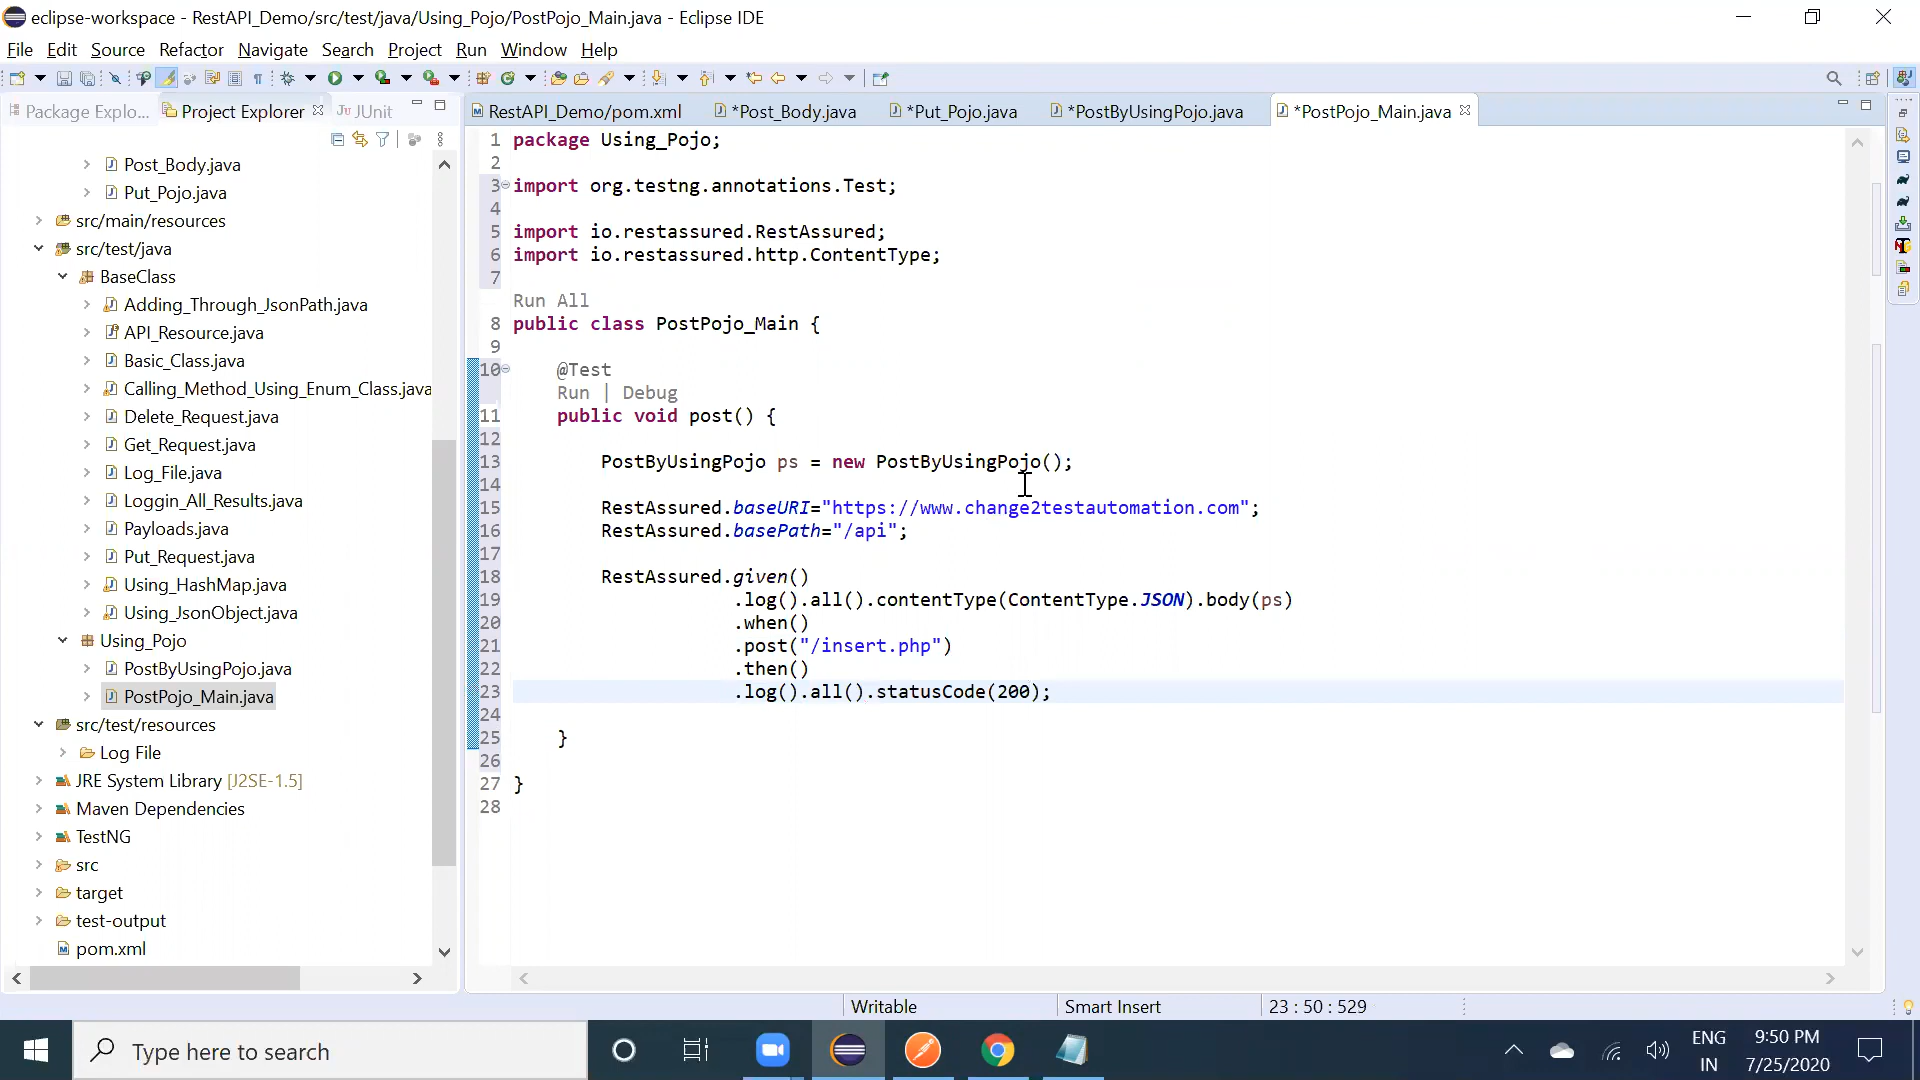 eclipse-workspace - RestAPI_Demo/src/test/java/Using_Pojo/PostPojo_Main.java - Eclipse IDE
File Edit Source Refactor Navigate Search Project Run Window Help
Package Explo... Project Explorer JUnit
RestAPI_Demo/pom.xml *Post_Body.java *Put_Pojo.java *PostByUsingPojo.java *PostPojo_Main.java
Post_Body.java
Put_Pojo.java
src/main/resources
src/test/java
BaseClass
Adding_Through_JsonPath.java
API_Resource.java
Basic_Class.java
Calling_Method_Using_Enum_Class.java
Delete_Request.java
Get_Request.java
Log_File.java
Loggin_All_Results.java
Payloads.java
Put_Request.java
Using_HashMap.java
Using_JsonObject.java
Using_Pojo
PostByUsingPojo.java
PostPojo_Main.java
src/test/resources
Log File
JRE System Library [J2SE-1.5]
Maven Dependencies
TestNG
src
target
test-output
pom.xml
1 package Using_Pojo;
2
3 import org.testng.annotations.Test;
4
5 import io.restassured.RestAssured;
6 import io.restassured.http.ContentType;
7
Run All
8 public class PostPojo_Main {
9
10 @Test
Run | Debug
11 public void post() {
12
13 PostByUsingPojo ps = new PostByUsingPojo();
14
15 RestAssured.baseURI="https://www.change2testautomation.com";
16 RestAssured.basePath="/api";
17
18 RestAssured.given()
19 .log().all().contentType(ContentType.JSON).body(ps)
20 .when()
21 .post("/insert.php")
22 .then()
23 .log().all().statusCode(200);
24
25 }
26
27 }
28
Writable Smart Insert 23 : 50 : 529
Type here to search
ENG
IN
9:50 PM
7/25/2020